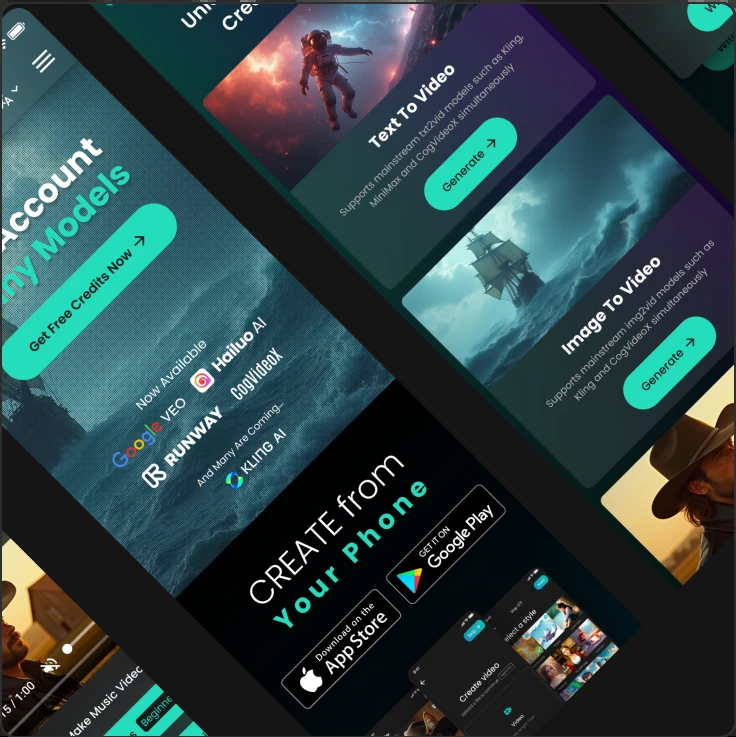 Account
ny Models
Get Free Credits Now →
Now Available
Google VEO
Hailuo AI
RUNWAY
CogVideoX
And Many Are Coming...
KLING AI
CREATE from
Your Phone
Download on the
App Store
GET IT ON
Google Play
Create video
Video
select a style
15 / 1:00
Make Music Video
Beginne
Cre
Text To Video
Supports mainstream txt2vid models such as Kling,
MiniMax and CogVideoX simultaneously
Generate →
Image To Video
Supports mainstream img2vid models such as
Kling and CogVideoX simultaneously
Generate →